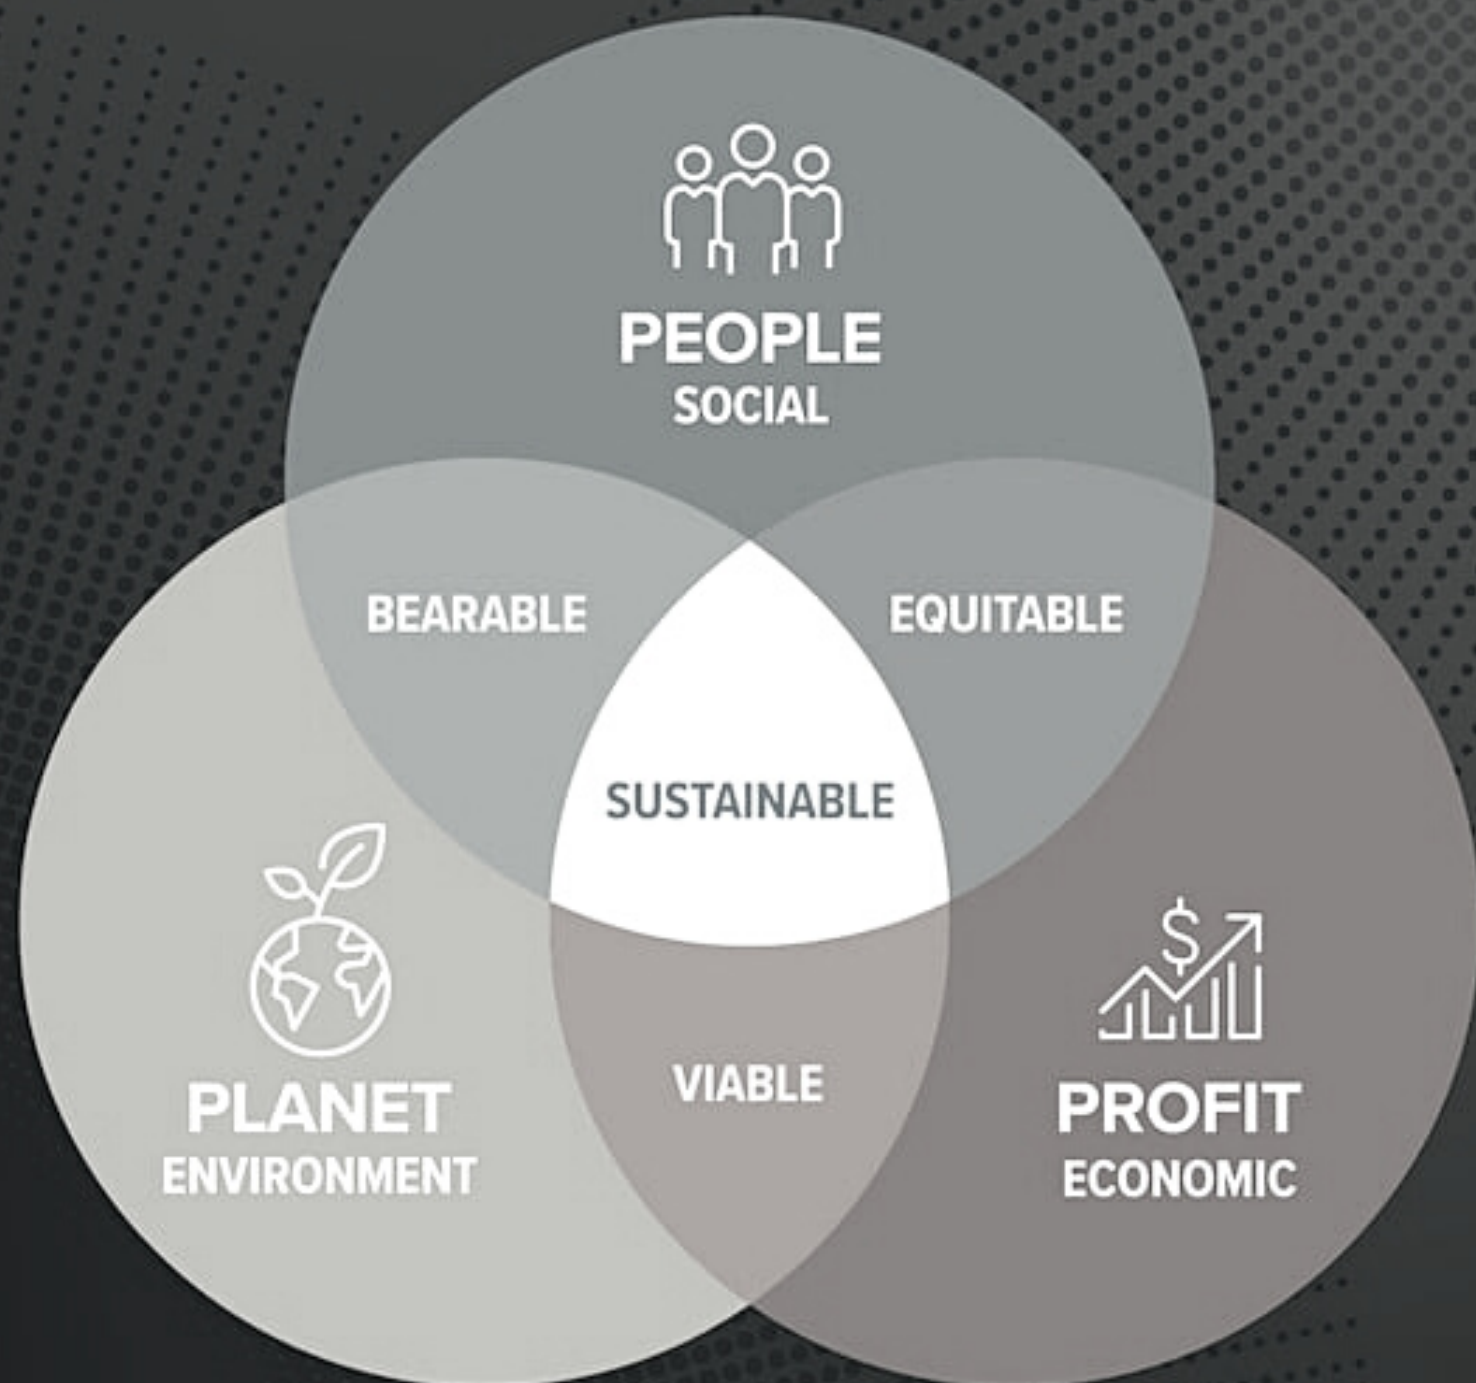 PEOPLE
SOCIAL
BEARABLE
EQUITABLE
SUSTAINABLE
VIABLE
PLANET
ENVIRONMENT
$
PROFIT
ECONOMIC